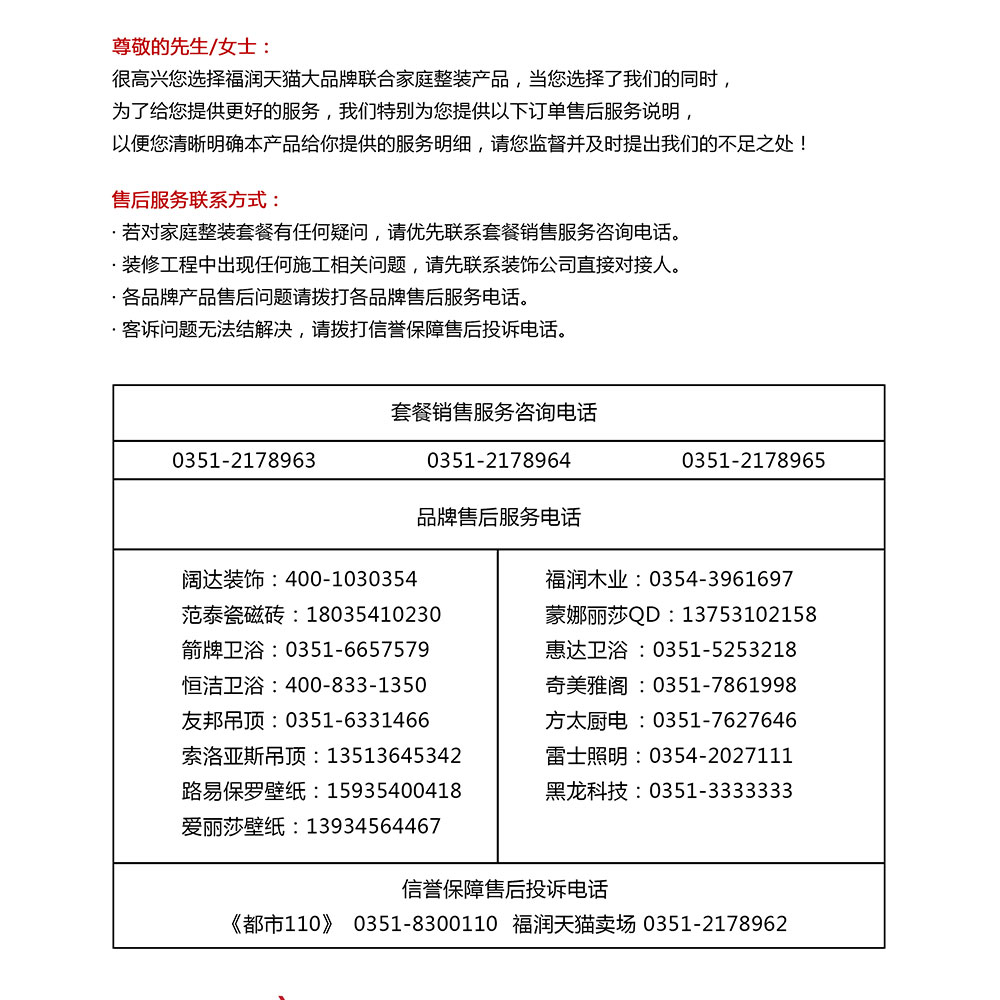 尊敬的先生/女士：
很高兴您选择福润天猫大品牌联合家庭整装产品，当您选择了我们的同时，
为了给您提供更好的服务，我们特别为您提供以下订单售后服务说明，
以便您清晰明确本产品给你提供的服务明细，请您监督并及时提出我们的不足之处！
售后服务联系方式：
· 若对家庭整装套餐有任何疑问，请优先联系套餐销售服务咨询电话。
· 装修工程中出现任何施工相关问题，请先联系装饰公司直接对接人。
· 各品牌产品售后问题请拨打各品牌售后服务电话。
· 客诉问题无法结解决，请拨打信誉保障售后投诉电话。
套餐销售服务咨询电话
0351-2178963 0351-2178964 0351-2178965
品牌售后服务电话
阔达装饰：400-1030354
范泰瓷磁砖：18035410230
箭牌卫浴：0351-6657579
恒洁卫浴：400-833-1350
友邦吊顶：0351-6331466
索洛亚斯吊顶：13513645342
路易保罗壁纸：15935400418
爱丽莎壁纸：13934564467
福润木业：0354-3961697
蒙娜丽莎QD：13753102158
惠达卫浴 ：0351-5253218
奇美雅阁 ：0351-7861998
方太厨电 ：0351-7627646
雷士照明：0354-2027111
黑龙科技：0351-3333333
信誉保障售后投诉电话
《都市110》 0351-8300110 福润天猫卖场 0351-2178962